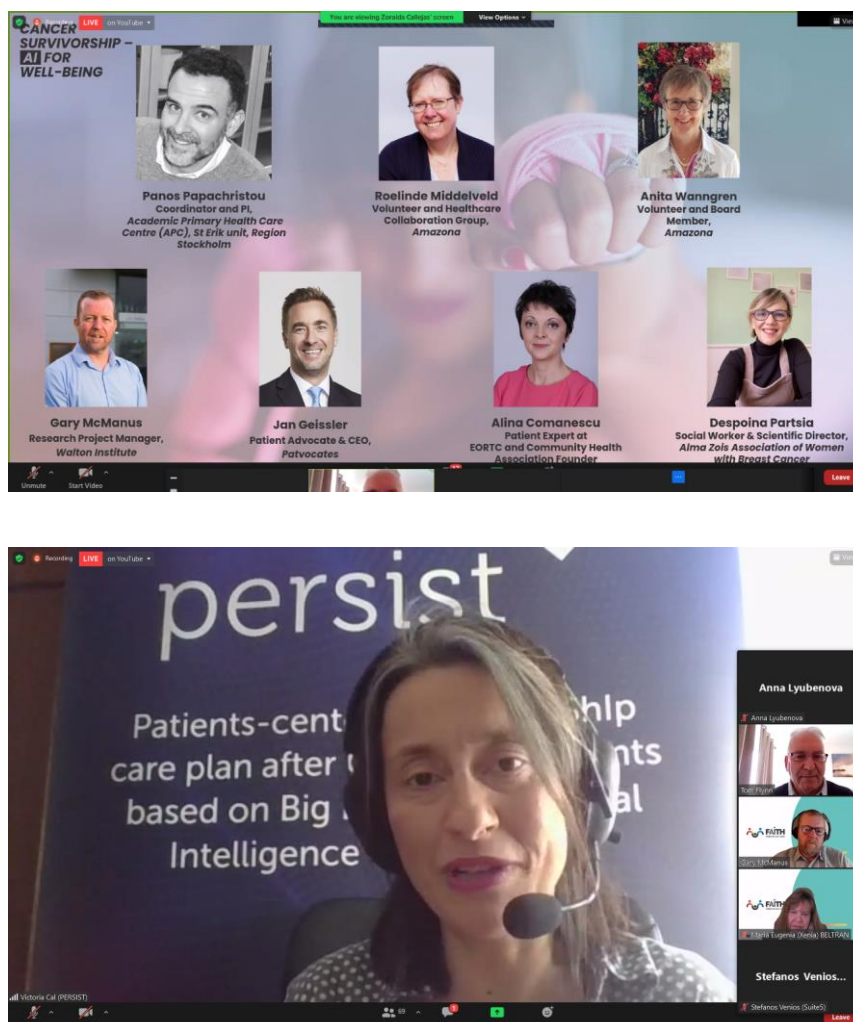 Recording
LIVE
on YouTube
You are viewing Zoraida Callejas' screen
View Options
CANCER
SURVIVORSHIP –
AI FOR
WELL-BEING
Panos Papachristou
Coordinator and PI,
Academic Primary Health Care
Centre (APC), St Erik unit, Region
Stockholm
Roelinde Middelveld
Volunteer and Healthcare
Collaboration Group,
Amazona
Anita Wanngren
Volunteer and Board
Member,
Amazona
Gary McManus
Research Project Manager,
Walton Institute
Jan Geissler
Patient Advocate & CEO,
Patvocates
Alina Comanescu
Patient Expert at
EORTC and Community Health
Association Founder
Despoina Partsia
Social Worker & Scientific Director,
Alma Zois Association of Women
with Breast Cancer
Unmute
Start Video
Leave
Recording
LIVE
on YouTube
persist
Patients-cent
hip
care plan after
nts
based on Big
al
Intelligence
Anna Lyubenova
Anna Lyubenova
Tom Flynn
FAITH
Gary McManus
FAITH
Maria Eugenia (Xenia) BELTRAN
Stefanos Venios...
Stefanos Venios (Suite5)
Victoria Cal (PERSIST)
69
Leave